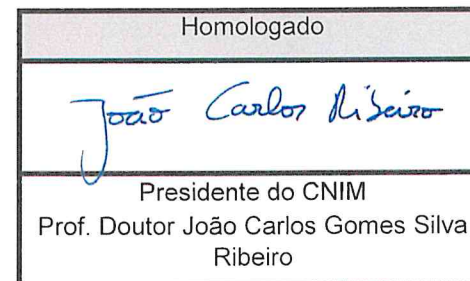 Homologado
João Carlos Ribeiro
Presidente do CNIM
Prof. Doutor João Carlos Gomes Silva
Ribeiro